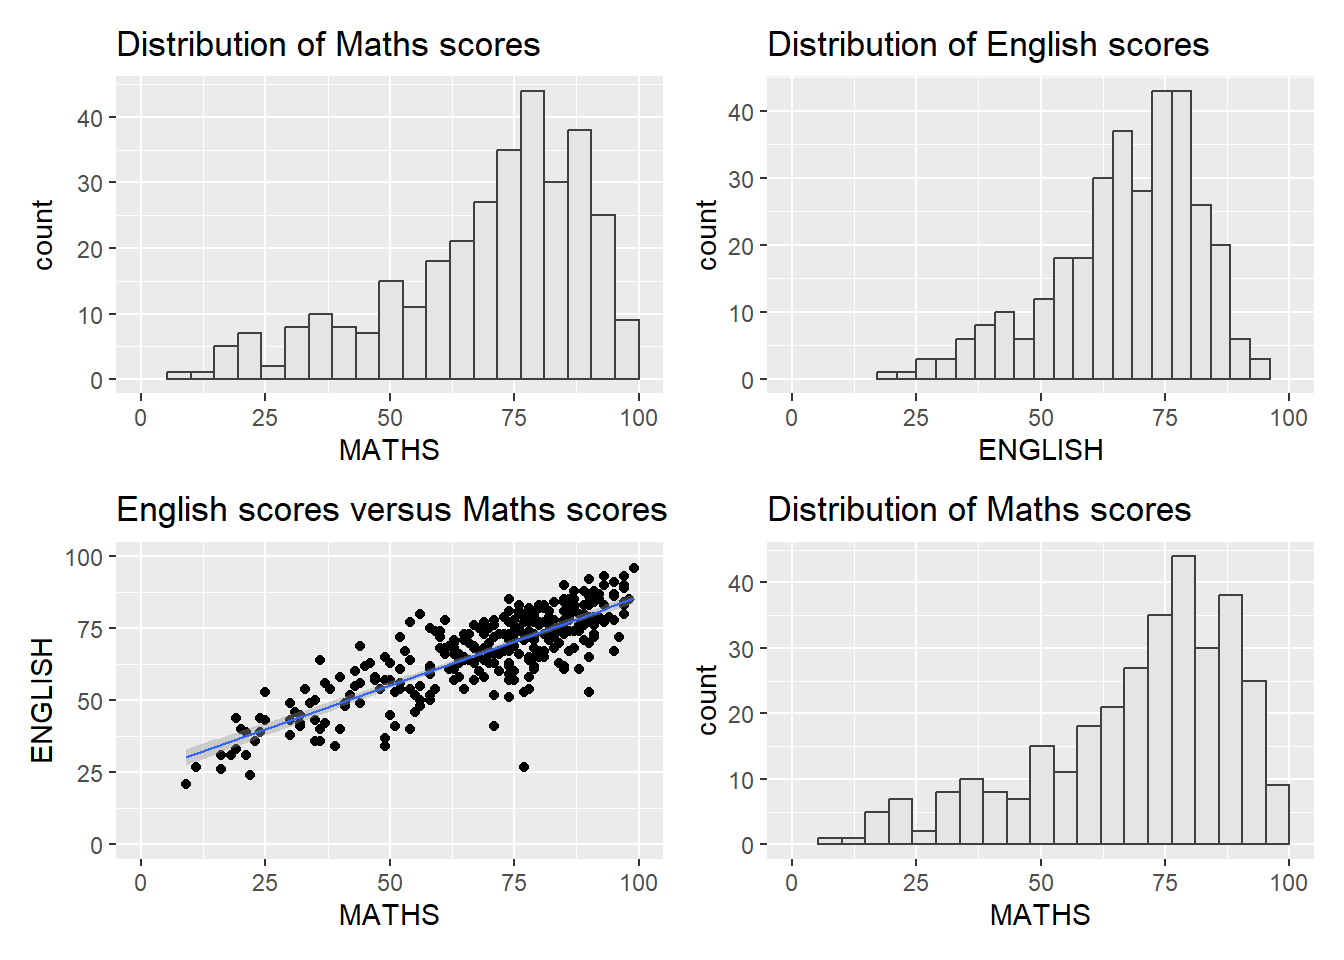 Distribution of Maths scores
count
40
30
20
10
0
0 25 50 75 100
MATHS
Distribution of English scores
count
40
30
20
10
0
0 25 50 75 100
ENGLISH
English scores versus Maths scores
ENGLISH
100
75
50
25
0
0 25 50 75 100
MATHS
Distribution of Maths scores
count
40
30
20
10
0
0 25 50 75 100
MATHS